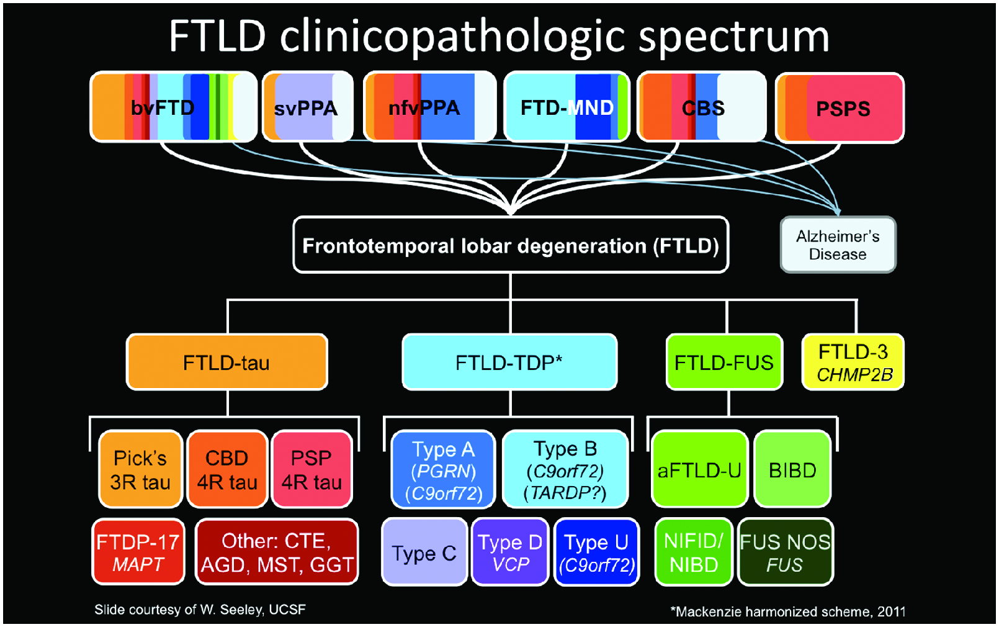 FTLD clinicopathologic spectrum
bvFTD
svPPA
nfvPPA
FTD-MND
CBS
PSPS
Frontotemporal lobar degeneration (FTLD)
Alzheimer's
Disease
FTLD-tau
FTLD-TDP*
FTLD-FUS
FTLD-3
CHMP2B
Pick's
3R tau
CBD
4R tau
PSP
4R tau
Type A
(PGRN)
(C9orf72)
Type B
(C9orf72)
(TARDP?)
aFTLD-U
BIBD
FTDP-17
MAPT
Other: CTE,
AGD, MST, GGT
Type C
Type D
VCP
Type U
(C9orf72)
NIFID/
NIBD
FUS NOS
FUS
Slide courtesy of W. Seeley, UCSF
*Mackenzie harmonized scheme, 2011